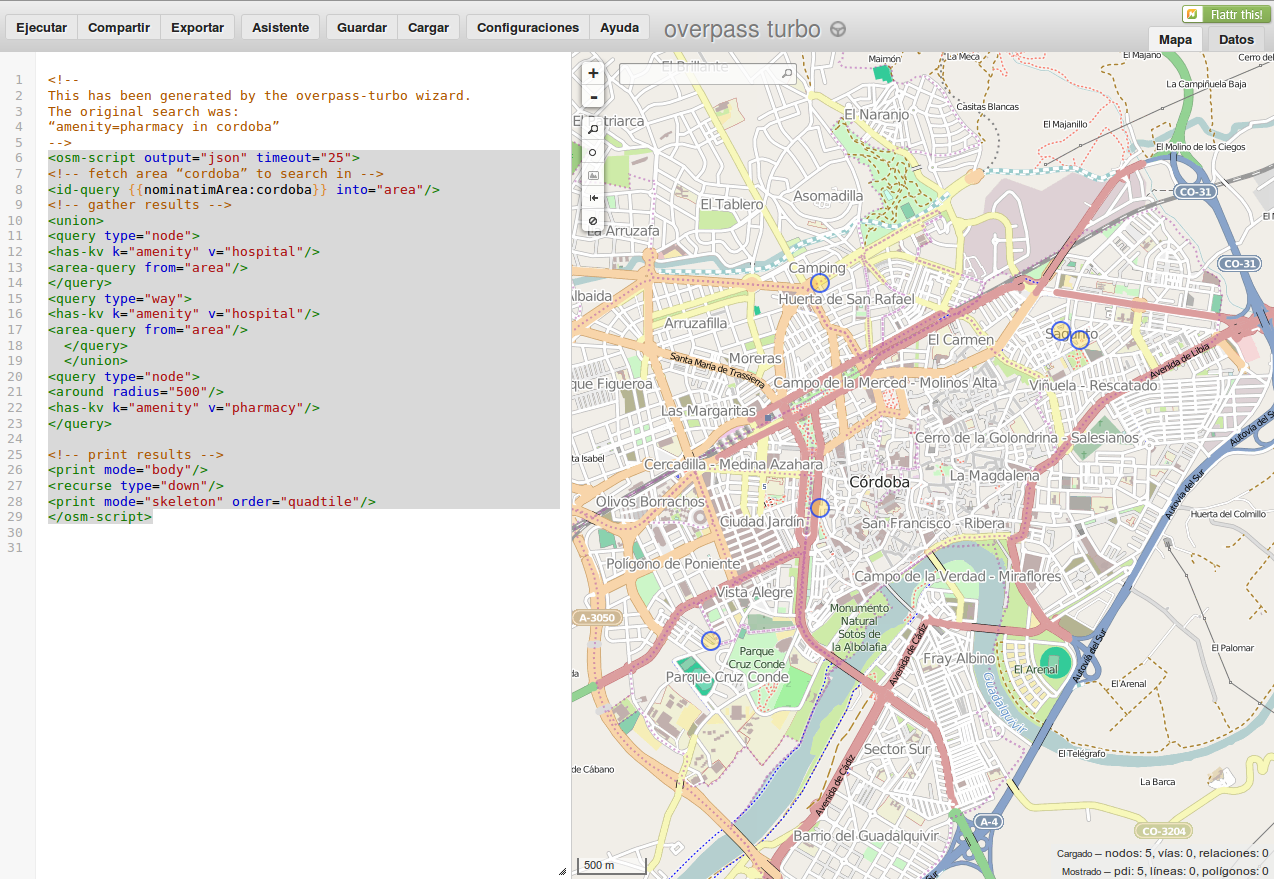 Flattr this!
Ejecutar Compartir Exportar Asistente Guardar Cargar Configuraciones Ayuda overpass turbo Mapa Datos
1 <!--
2 This has been generated by the overpass-turbo wizard.
3 The original search was:
4 “amenity=pharmacy in cordoba”
5 -->
6 <osm-script output="json" timeout="25">
7 <!-- fetch area “cordoba” to search in -->
8 <id-query {{nominatimArea:cordoba}} into="area"/>
9 <!-- gather results -->
10 <union>
11 <query type="node">
12 <has-kv k="amenity" v="hospital"/>
13 <area-query from="area"/>
14 </query>
15 <query type="way">
16 <has-kv k="amenity" v="hospital"/>
17 <area-query from="area"/>
18 </query>
19 </union>
20 <query type="node">
21 <around radius="500"/>
22 <has-kv k="amenity" v="pharmacy"/>
23 </query>
24
25 <!-- print results -->
26 <print mode="body"/>
27 <recurse type="down"/>
28 <print mode="skeleton" order="quadtile"/>
29 </osm-script>
30
31
+
-
El Brillante
Maimón
La Meca
El Majano
Cerro de
La Campiñuela Baja
Casitas Blancas
El Naranjo
El Majanillo
El Patriarca
El Molino de los Ciegos
CO-31
Asomadilla
El Tablero
La Arruzafa
CO-31
Camping
Albaida
Huerta de San Rafael
Arruzafilla
Sagunto
El Carmen
Moreras
Avenida de Libia
Santa Maria de Trassierra
que Figueroa
Campo de la Merced - Molinos Alta
Viñuela - Rescatado
Las Margaritas
Autovía del S
Cerro de la Golondrina - Salesianos
ta Isabel
Cercadilla - Medina Azahara
La Magdalena
Córdoba
Autovía del Sur
Olivos Borrachos
Huerta del Colmillo
Ciudad Jardín
San Francisco - Ribera
Polígono de Poniente
Campo de la Verdad - Miraflores
Vista Alegre
A-3050
Monumento
Natural
Sotos de
la Albolafia
Avenida de Cádiz
Autovía del Sur
Parque
Cruz Conde
El Palomar
Fray Albino
El Arenal
Parque Cruz Conde
da
El Arenal
Guadalquivir
Sector Sur
El Telégrafo
de Cábano
Avenida de Cádiz
La Barca
A-4
CO-3204
Barrio del Guadalquivir
500 m
Sur
Cargado – nodos: 5, vías: 0, relaciones: 0
Mostrado – pdi: 5, líneas: 0, polígonos: 0